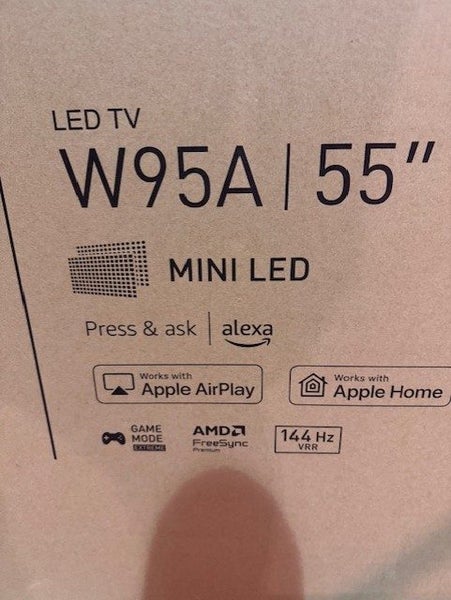 LED TV
W95A | 55"
MINI LED
Press & ask | alexa
Works with
Apple AirPlay
Works with
Apple Home
GAME
MODE
EXTREME
AMD
FreeSync
Premium
144 Hz
VRR